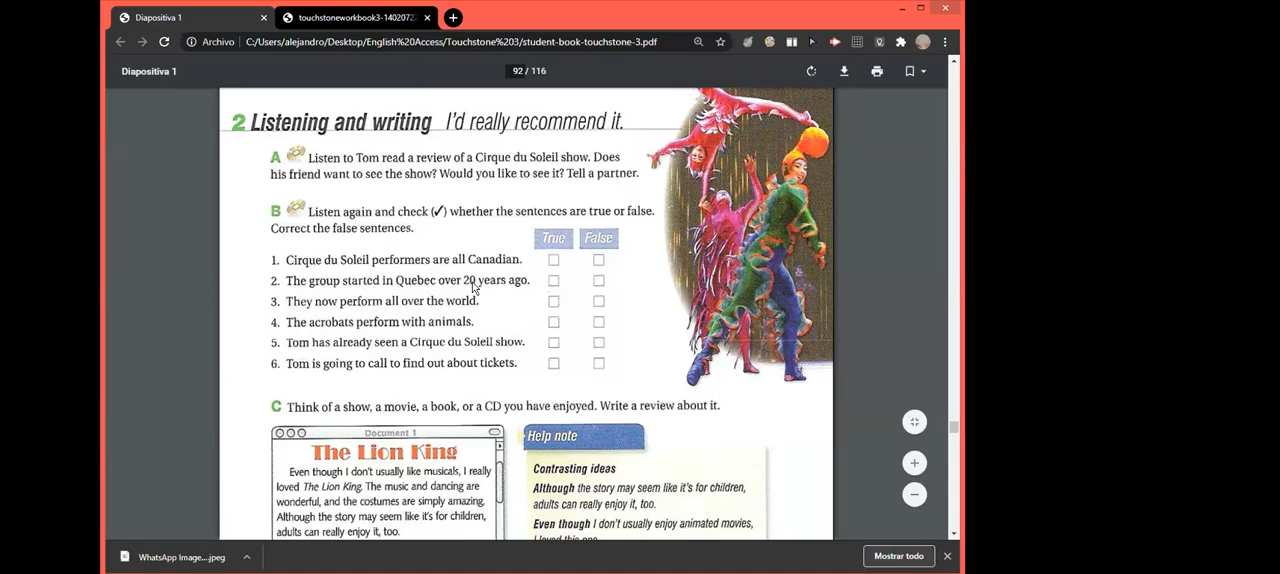 Diapositiva 1
touchstoneworkbook3-1402072
Archivo
C:/Users/alejandro/Desktop/English%20Access/Touchstone%203/student-book-touchstone-3.pdf
Diapositiva 1
92 / 116
2 Listening and writing I'd really recommend it.
A Listen to Tom read a review of a Cirque du Soleil show. Does
his friend want to see the show? Would you like to see it? Tell a partner.
B Listen again and check (✓) whether the sentences are true or false.
Correct the false sentences.
True False
1. Cirque du Soleil performers are all Canadian.
2. The group started in Quebec over 20 years ago.
3. They now perform all over the world.
4. The acrobats perform with animals.
5. Tom has already seen a Cirque du Soleil show.
6. Tom is going to call to find out about tickets.
C Think of a show, a movie, a book, or a CD you have enjoyed. Write a review about it.
Document 1
The Lion King
Even though I don't usually like musicals, I really
loved The Lion King. The music and dancing are
wonderful, and the costumes are simply amazing.
Although the story may seem like it's for children,
adults can really enjoy it, too.
Help note
Contrasting ideas
Although the story may seem like it's for children,
adults can really enjoy it, too.
Even though I don't usually enjoy animated movies,
I loved this one.
WhatsApp Image....jpeg
Mostrar todo